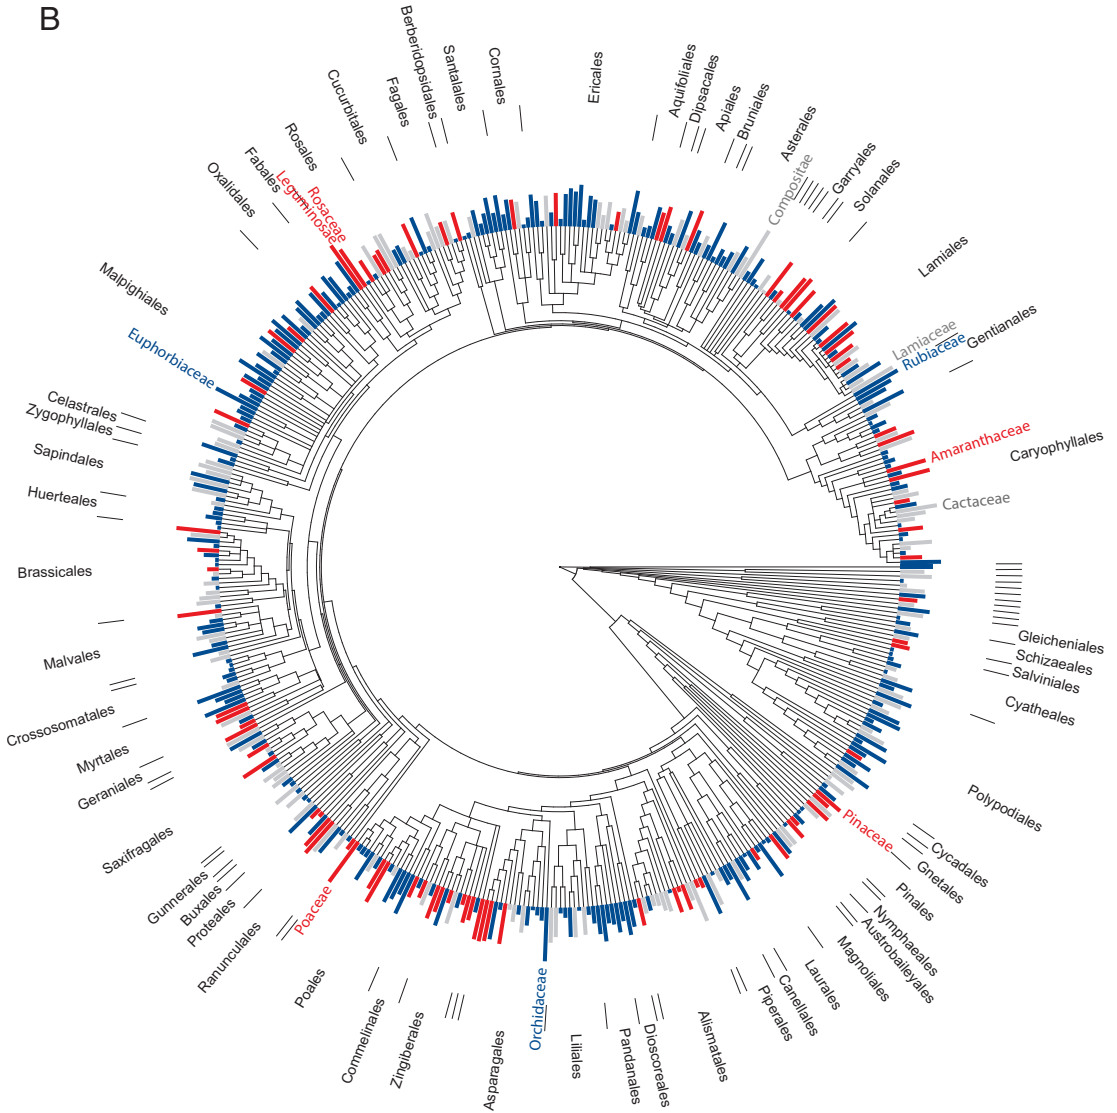 B
Berberidopsidales
Santalales
Cornales
Ericales
Aquifoliales
Dipsacales
Apiales
Bruniales
Asterales
Compositae
Garryales
Solanales
Lamiales
Lamiaceae
Rubiaceae
Gentianales
Amaranthaceae
Caryophyllales
Cactaceae
Gleicheniales
Schizaeales
Salviniales
Cyatheales
Polypodiales
Pinaceae
Cycadales
Gnetales
Pinales
Nymphaeales
Austrobaileyales
Magnoliales
Laurales
Canellales
Piperales
Alismatales
Dioscoreales
Pandanales
Liliales
Orchidaceae
Asparagales
Zingiberales
Commelinales
Poales
Poaceae
Ranunculales
Proteales
Buxales
Gunnerales
Saxifragales
Geraniales
Myrtales
Crossosomatales
Malvales
Brassicales
Huerteales
Sapindales
Zygophyllales
Celastrales
Euphorbiaceae
Malpighiales
Oxalidales
Fabales
Leguminosae
Rosaceae
Rosales
Cucurbitales
Fagales